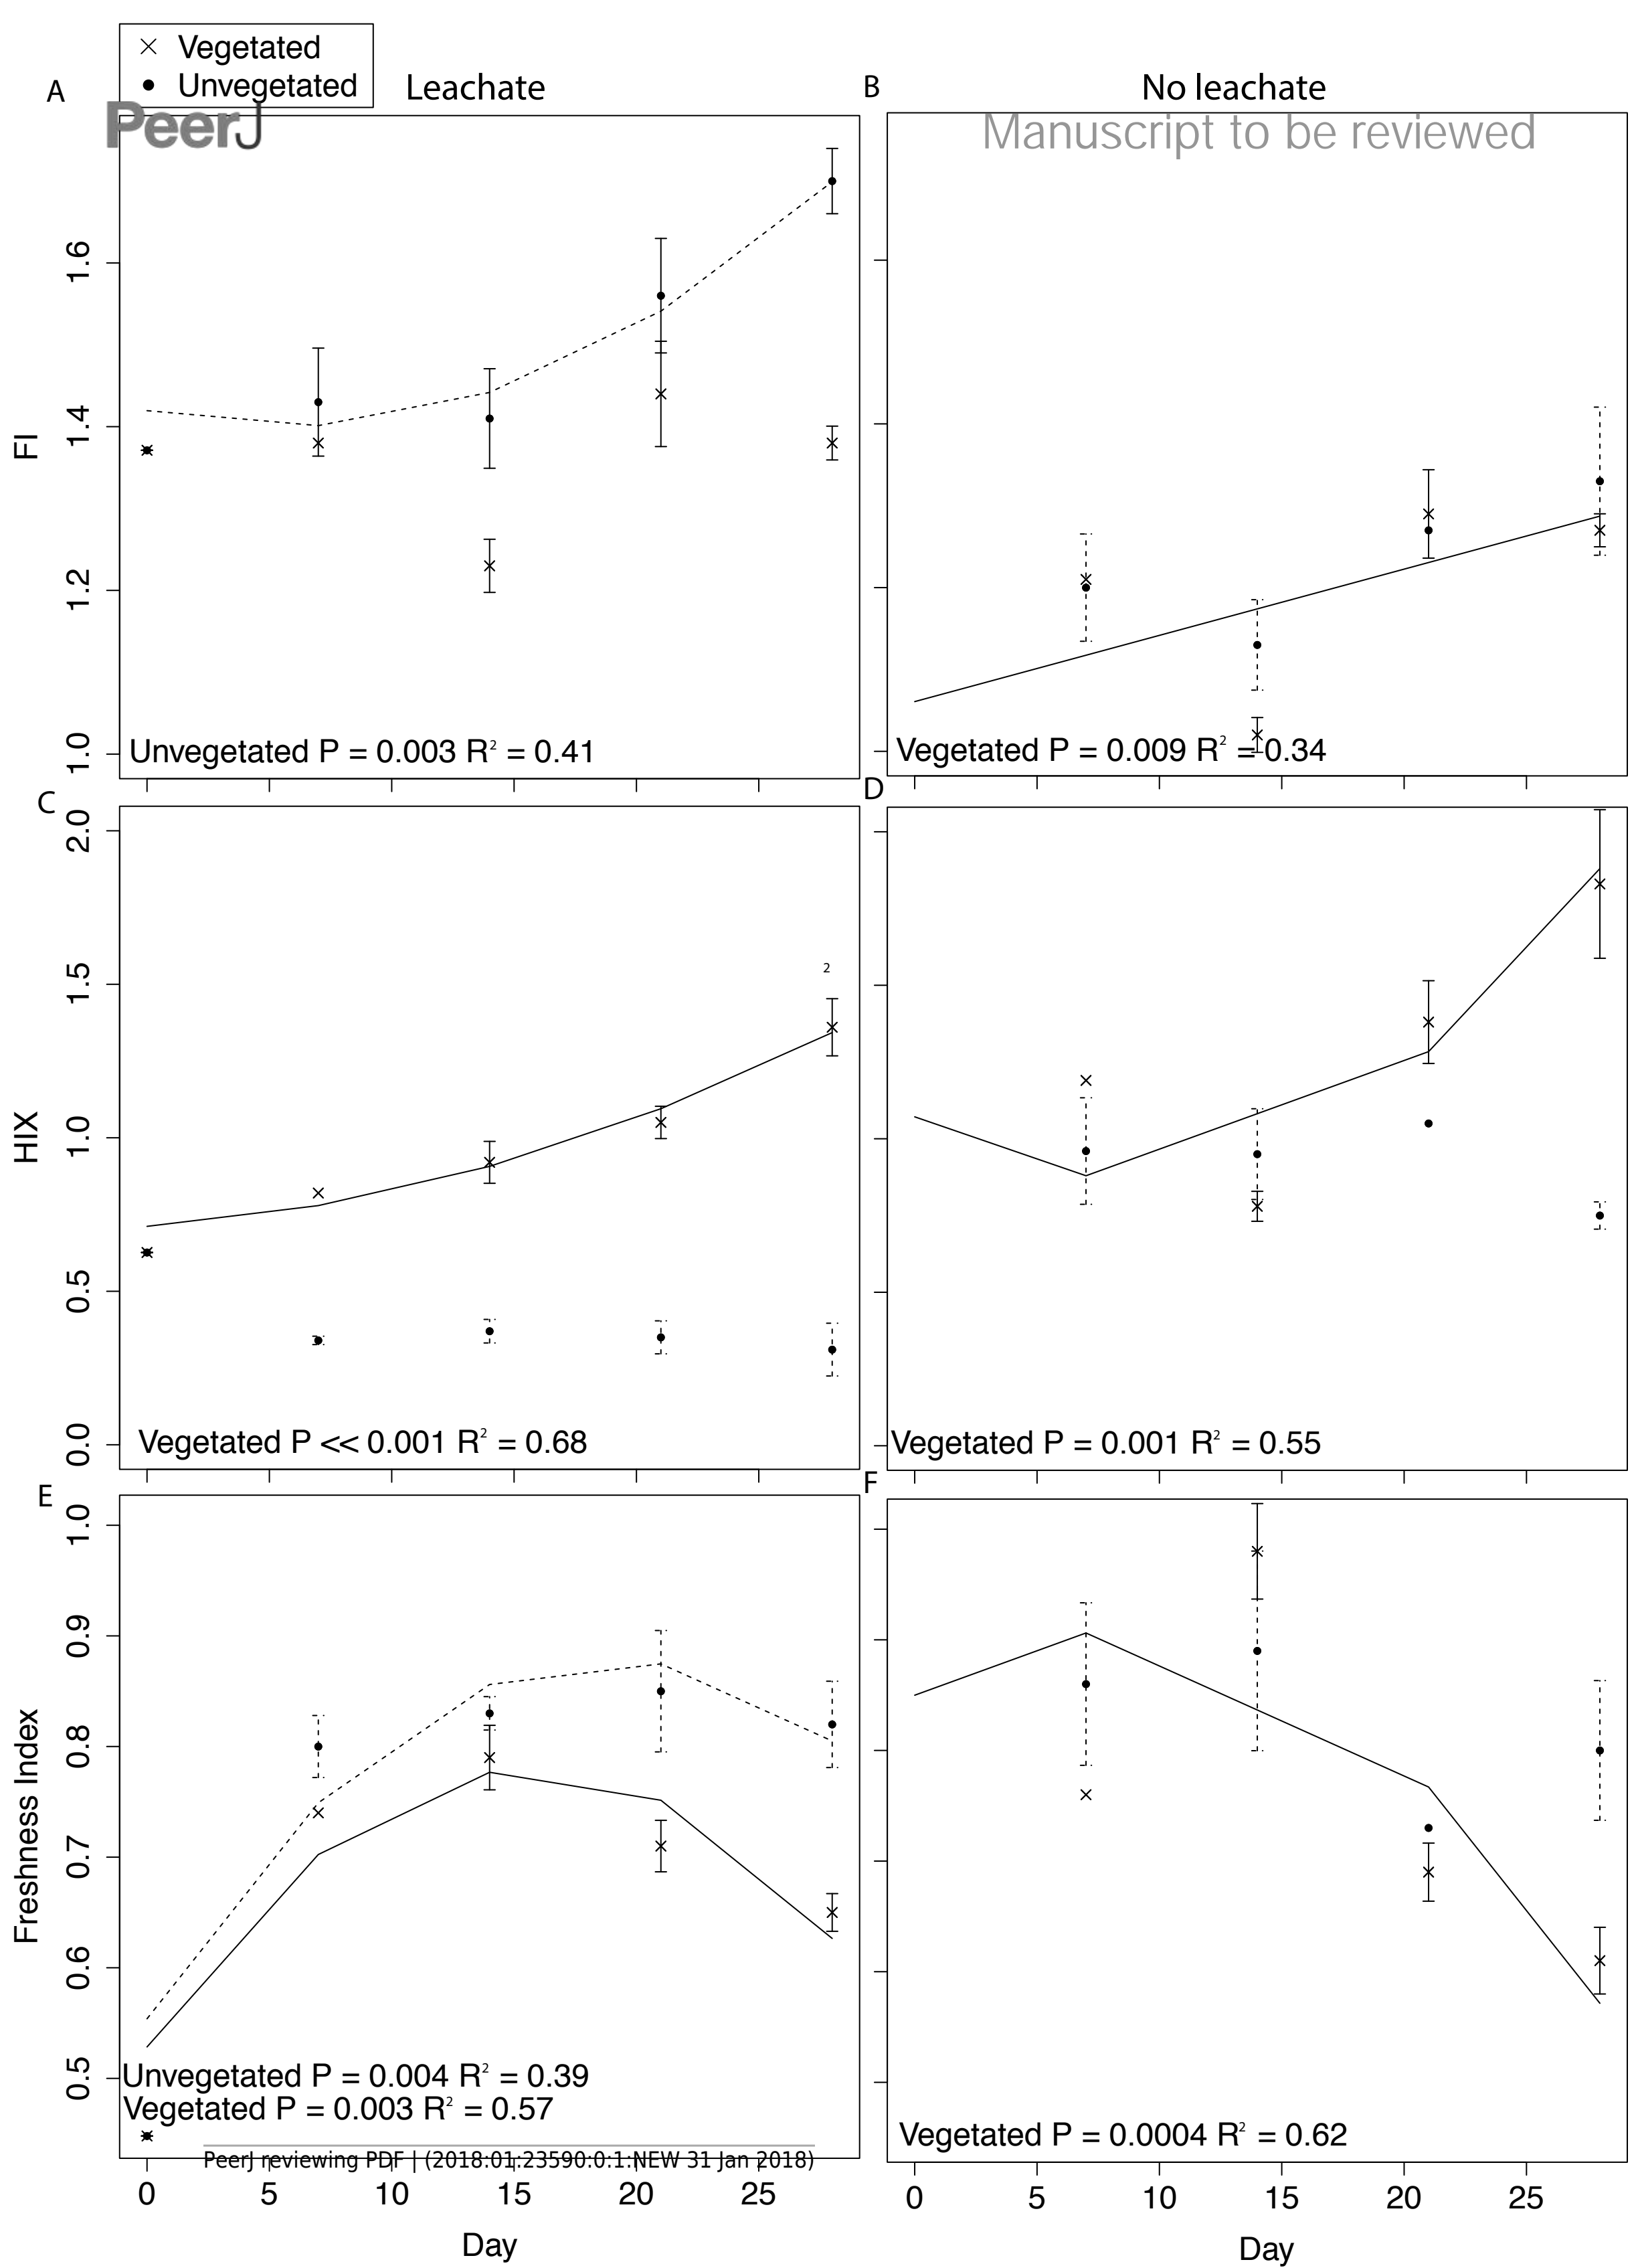 Vegetated
Unvegetated
A
Leachate
B
No leachate
PeerJ
Manuscript to be reviewed
1.6
1.4
1.2
1.0
FI
Unvegetated P = 0.003 R² = 0.41
Vegetated P = 0.009 R² = 0.34
C
D
2.0
1.5
1.0
0.5
0.0
HIX
2
Vegetated P << 0.001 R² = 0.68
Vegetated P = 0.001 R² = 0.55
E
F
1.0
0.9
0.8
0.7
0.6
0.5
Freshness Index
Unvegetated P = 0.004 R² = 0.39
Vegetated P = 0.003 R² = 0.57
Vegetated P = 0.0004 R² = 0.62
PeerJ reviewing PDF | (2018:01:23590:0:1:NEW 31 Jan 2018)
0 5 10 15 20 25
0 5 10 15 20 25
Day
Day